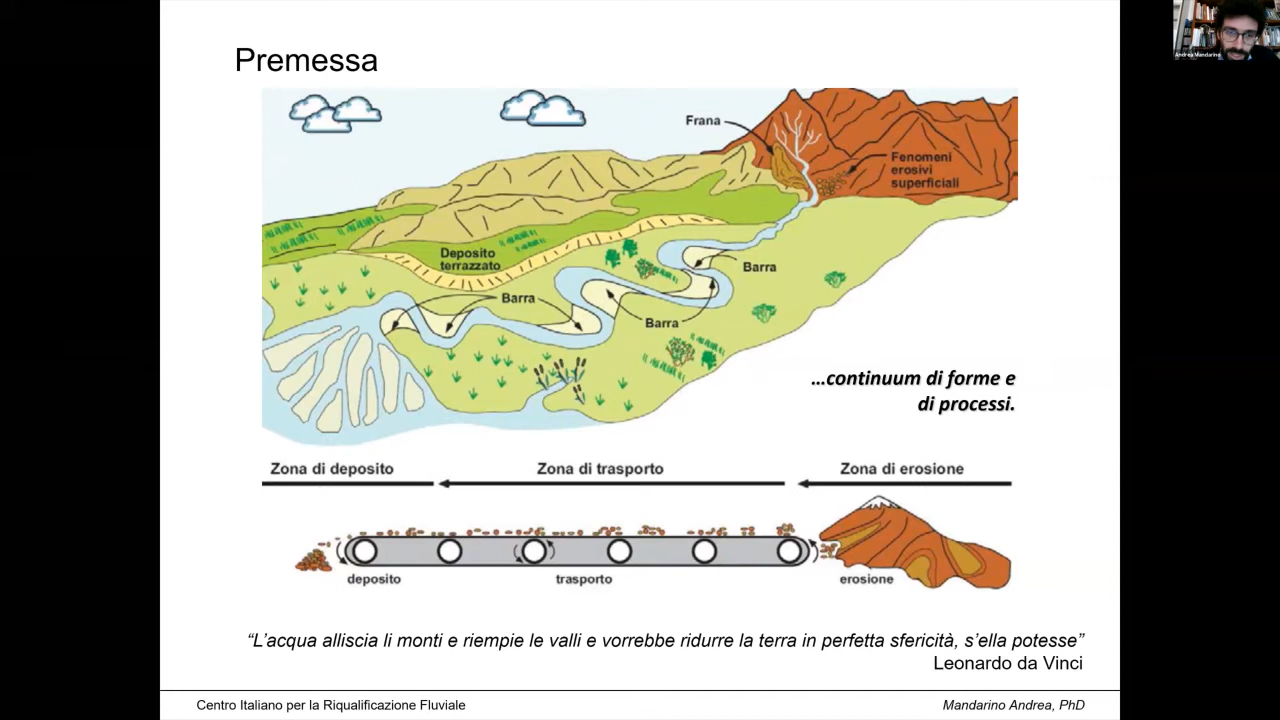 Premessa
Andrea Mandarino
Frana
Fenomeni
erosivi
superficiali
Deposito
terrazzato
Barra
Barra
Barra
...continuum di forme e
di processi.
Zona di deposito
Zona di trasporto
Zona di erosione
deposito
trasporto
erosione
“L’acqua alliscia li monti e riempie le valli e vorrebbe ridurre la terra in perfetta sfericità, s’ella potesse”
Leonardo da Vinci
Centro Italiano per la Riqualificazione Fluviale
Mandarino Andrea, PhD